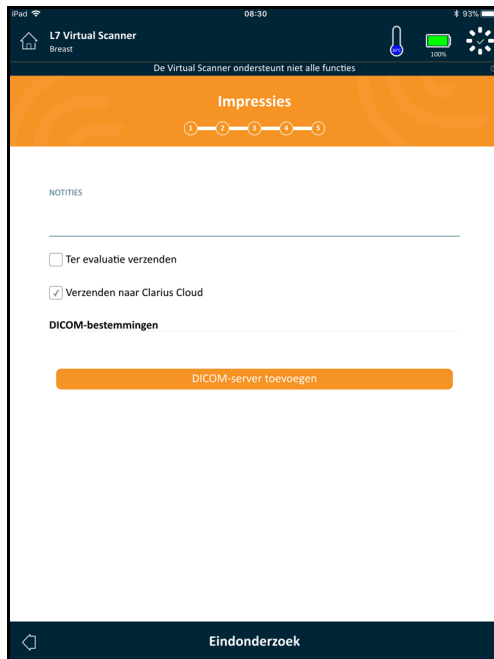 iPad 08:30 93%
L7 Virtual Scanner
Breast
100%
De Virtual Scanner ondersteunt niet alle functies
Impressies
1 2 3 4 5
NOTITIES
Ter evaluatie verzenden
Verzenden naar Clarius Cloud
DICOM-bestemmingen
DICOM-server toevoegen
Eindonderzoek